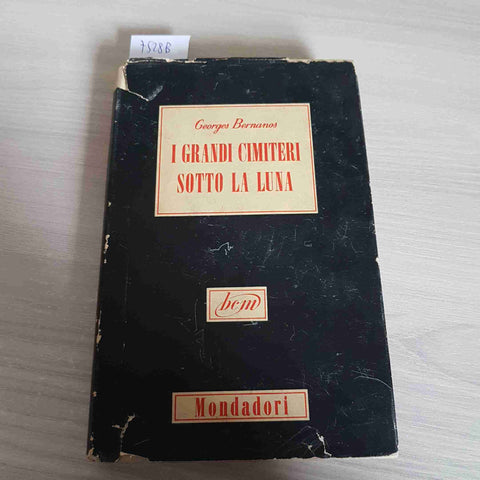 7528B
Georges Bernanos
I GRANDI CIMITERI
SOTTO LA LUNA
bcm
Mondadori